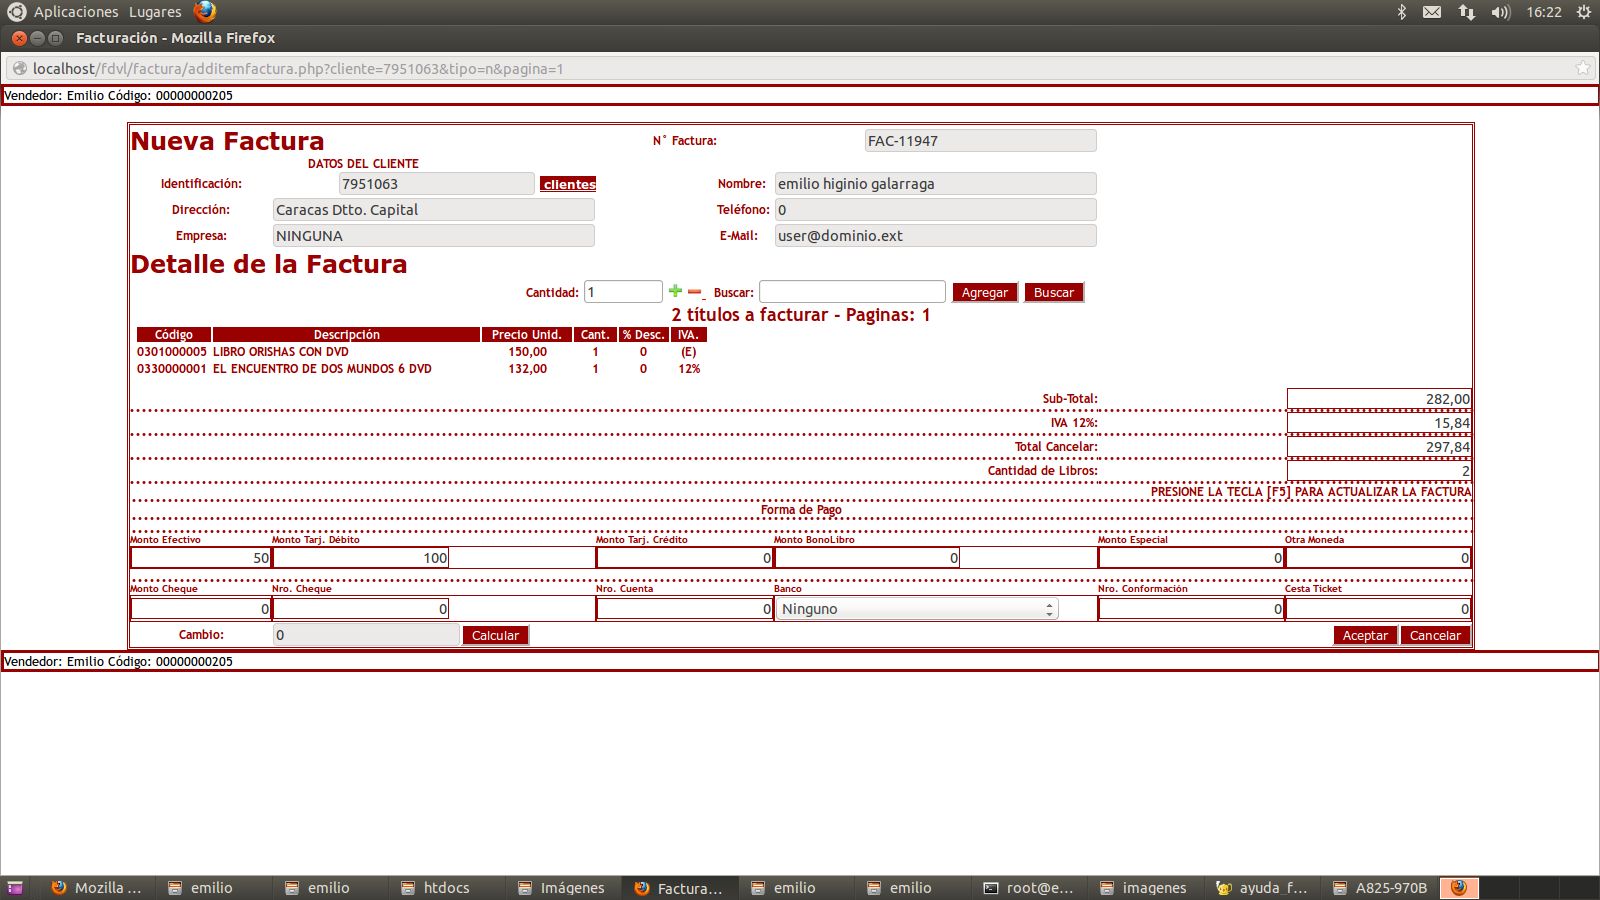 Aplicaciones Lugares 16:22
Facturación - Mozilla Firefox
localhost/fdvl/factura/additemfactura.php?cliente=7951063&tipo=n&pagina=1
Vendedor: Emilio Código: 00000000205
Nueva Factura N° Factura: FAC-11947
DATOS DEL CLIENTE
Identificación: 7951063 clientes Nombre: emilio higinio galarraga
Dirección: Caracas Dtto. Capital Teléfono: 0
Empresa: NINGUNA E-Mail: user@dominio.ext
Detalle de la Factura
Cantidad: 1 Buscar: Agregar Buscar
2 títulos a facturar - Paginas: 1
Código Descripción Precio Unid. Cant. % Desc. IVA.
0301000005 LIBRO ORISHAS CON DVD 150,00 1 0 (E)
0330000001 EL ENCUENTRO DE DOS MUNDOS 6 DVD 132,00 1 0 12%
Sub-Total: 282,00
IVA 12%: 15,84
Total Cancelar: 297,84
Cantidad de Libros: 2
PRESIONE LA TECLA [F5] PARA ACTUALIZAR LA FACTURA
Forma de Pago
Monto Efectivo Monto Tarj. Débito Monto Tarj. Crédito Monto BonoLibro Monto Especial Otra Moneda
50 100 0 0 0 0
Monto Cheque Nro. Cheque Nro. Cuenta Banco Nro. Conformación Cesta Ticket
0 0 0 Ninguno 0 0
Cambio: 0 Calcular Aceptar Cancelar
Vendedor: Emilio Código: 00000000205
Mozilla ... emilio emilio htdocs Imágenes Factura... emilio emilio root@e... imagenes ayuda_f... A825-970B